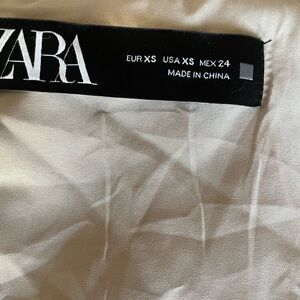 ZARA
EUR XS USA XS MEX 24
MADE IN CHINA